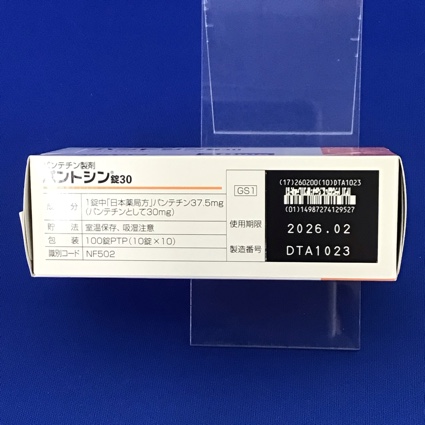 パンテチン製剤
パントシン®錠30
成分 1錠中「日本薬局方」パンテチン37.5mg
(パンテチンとして30mg)
貯法 室温保存、吸湿注意
包装 100錠PTP(10錠×10)
識別コード NF502
GS1
(17)260200(10)DTA1023
(01)14987274129527
使用期限 2026.02
製造番号 DTA1023